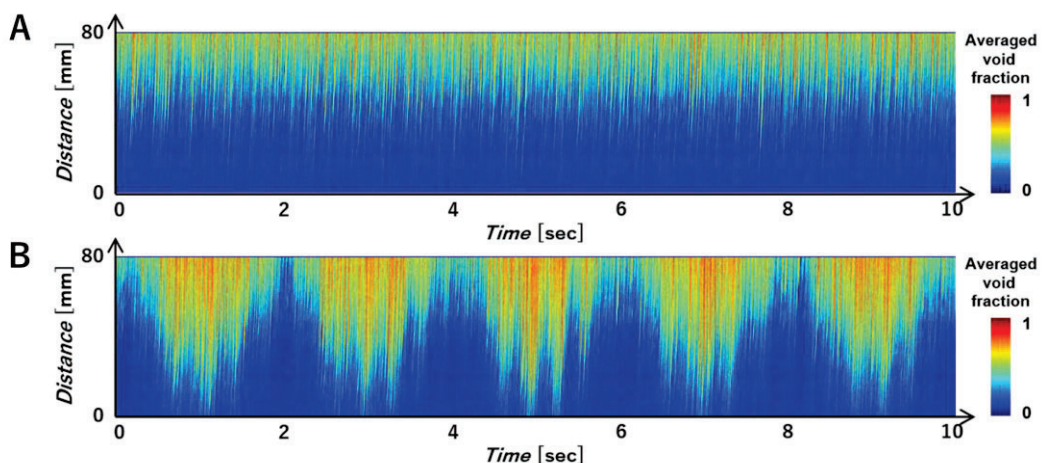 A
80
Distance [mm]
0
0 2 4 6 8 10
Time [sec]
Averaged
void
fraction
1
0
B
80
Distance [mm]
0
0 2 4 6 8 10
Time [sec]
Averaged
void
fraction
1
0